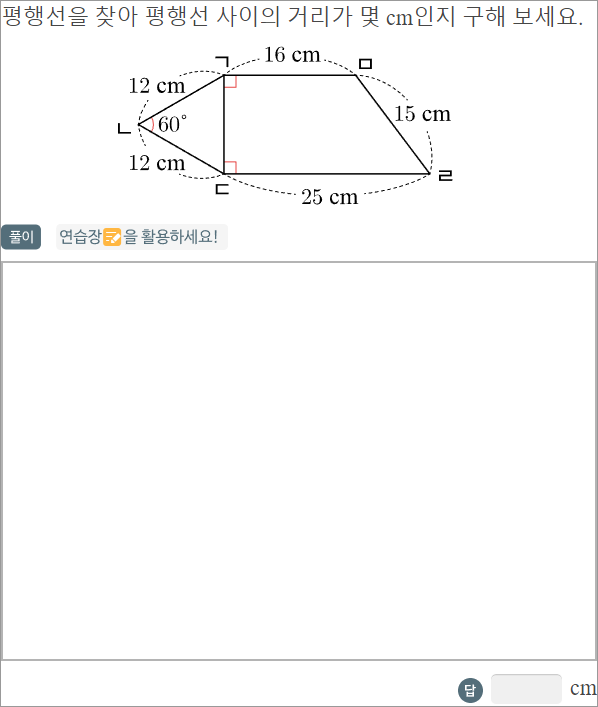 평행선을 찾아 평행선 사이의 거리가 몇 cm인지 구해 보세요.
16 cm
ㄱ
ㅁ
12 cm
15 cm
ㄴ
60°
12 cm
ㄷ
ㄹ
25 cm
풀이 연습장을 활용하세요!
답 cm